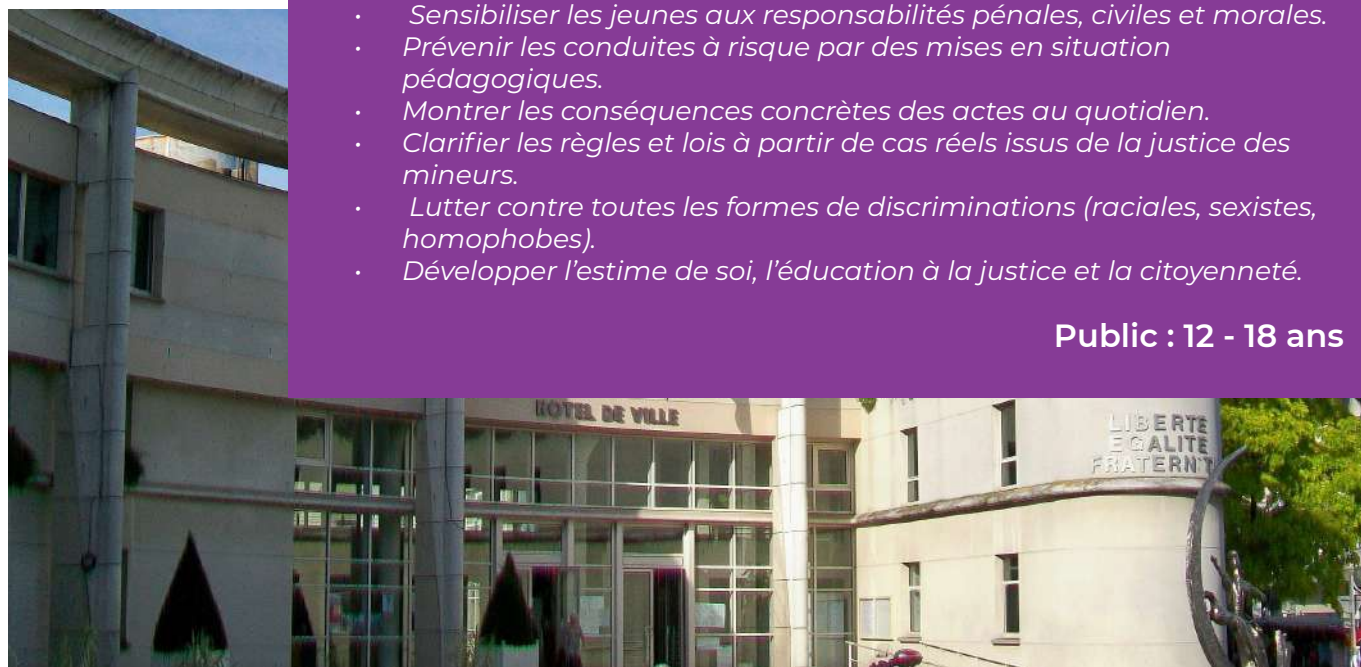 • Sensibiliser les jeunes aux responsabilités pénales, civiles et morales.
• Prévenir les conduites à risque par des mises en situation
pédagogiques.
• Montrer les conséquences concrètes des actes au quotidien.
• Clarifier les règles et lois à partir de cas réels issus de la justice des
mineurs.
• Lutter contre toutes les formes de discriminations (raciales, sexistes,
homophobes).
• Développer l’estime de soi, l’éducation à la justice et la citoyenneté.
Public : 12 - 18 ans
HOTEL DE VILLE
LIBERTE
EGALITE
FRATERNIT